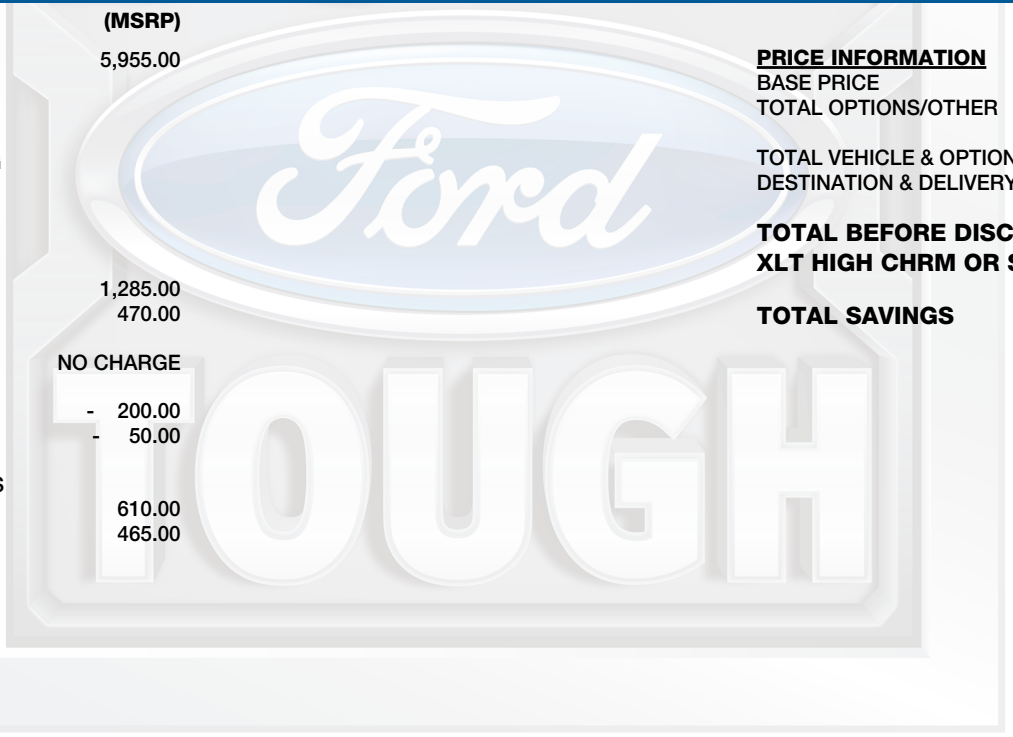 (MSRP)
5,955.00
1,285.00
470.00
NO CHARGE
- 200.00
- 50.00
S
610.00
465.00
PRICE INFORMATION
BASE PRICE
TOTAL OPTIONS/OTHER
TOTAL VEHICLE & OPTION
DESTINATION & DELIVERY
TOTAL BEFORE DISC
XLT HIGH CHRM OR S
TOTAL SAVINGS
Ford
TOUGH